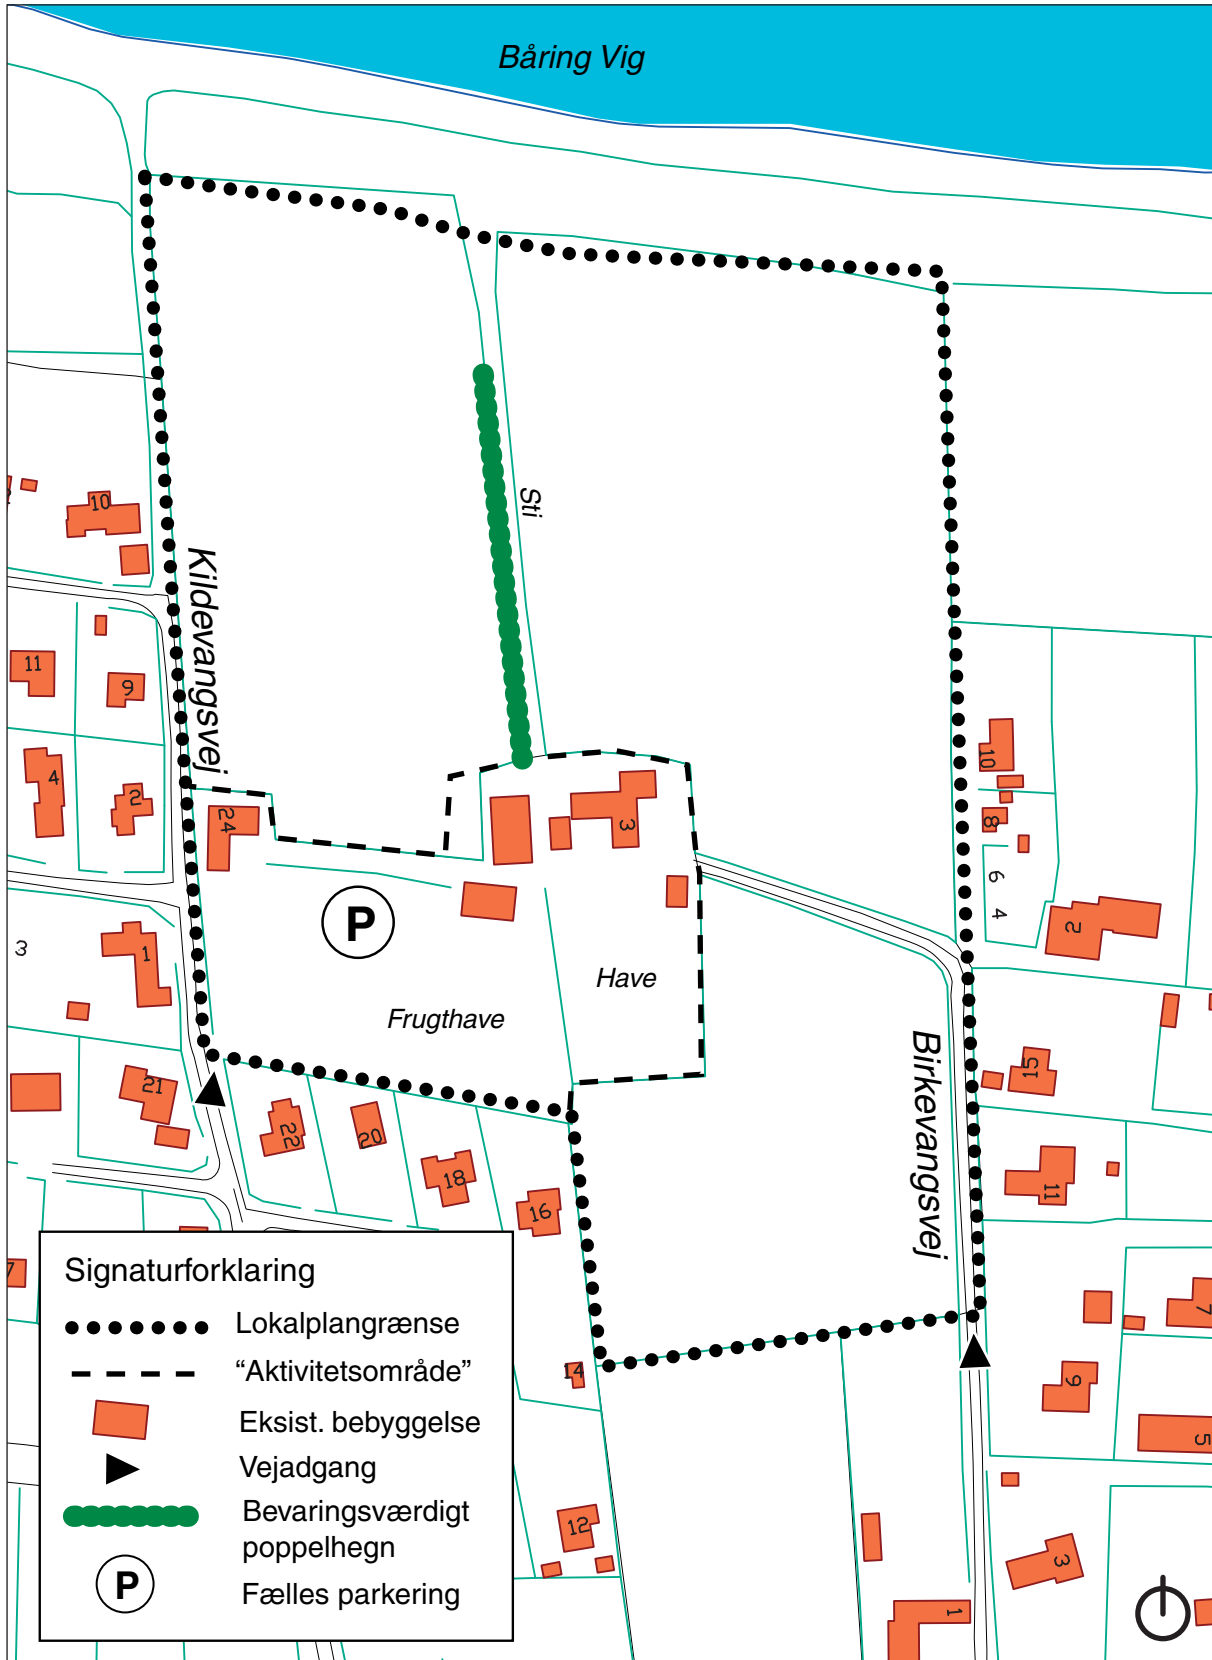 Båring Vig
Sti
10
Kildevangsvej
11
9
4
2
24
3
10
8
6
4
2
P
3
1
Have
Frugthave
Birkevangsvej
15
21
22
20
18
16
11
7
7
14
9
5
12
3
1
Signaturforklaring
Lokalplangrænse
“Aktivitetsområde”
Eksist. bebyggelse
Vejadgang
Bevaringsværdigt
poppelhegn
P
Fælles parkering